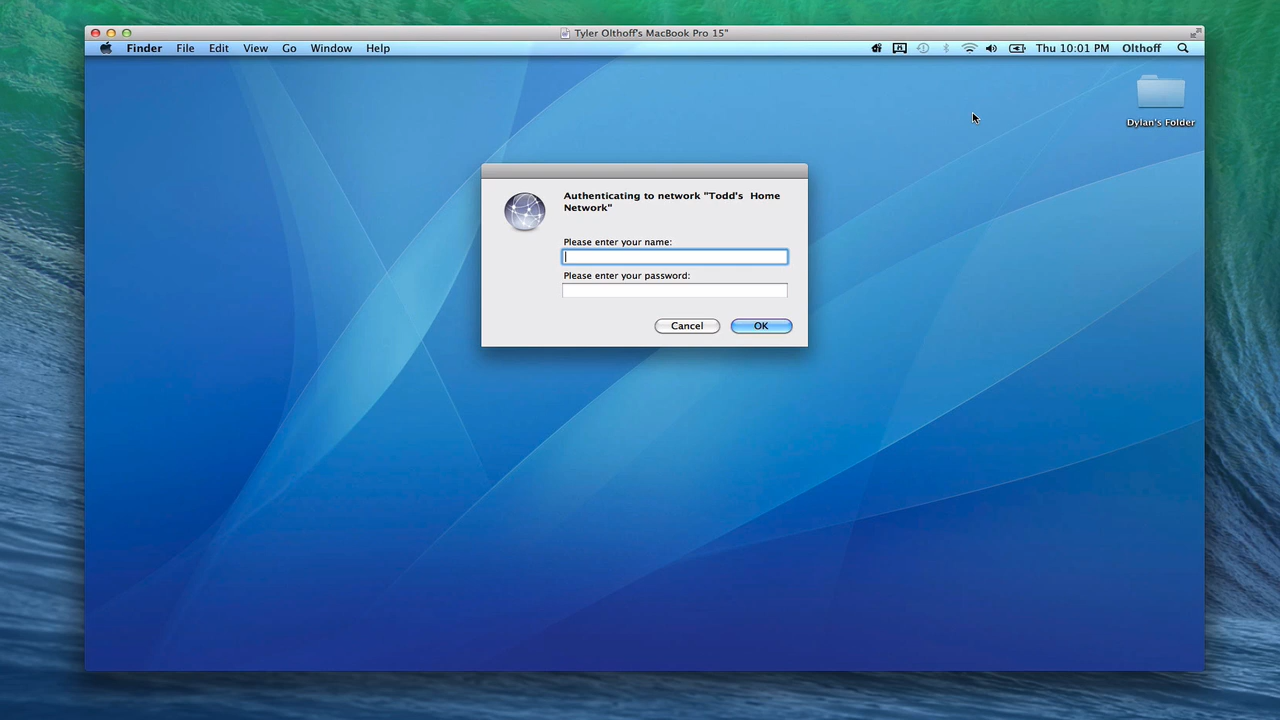 Tyler Olthoff's MacBook Pro 15"
Finder File Edit View Go Window Help Thu 10:01 PM Olthoff
Dylan's Folder
Authenticating to network "Todd's  Home
Network"
Please enter your name:
Please enter your password:
Cancel OK